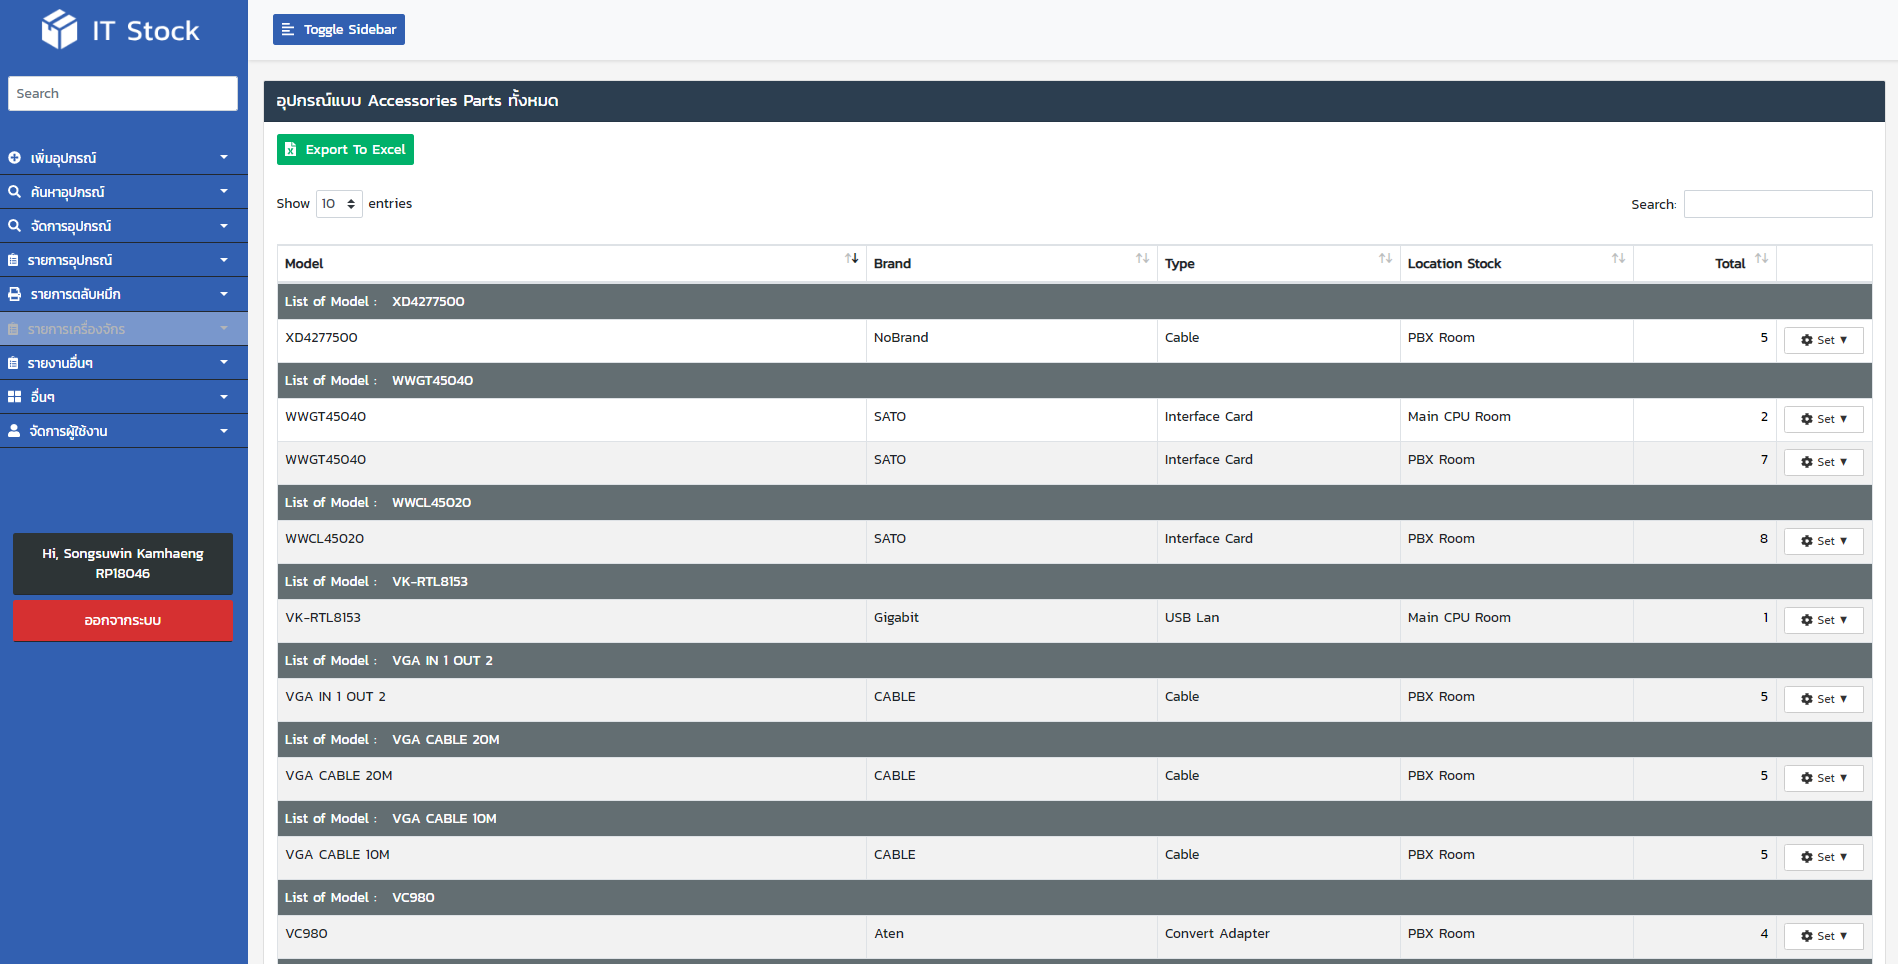 IT Stock
Toggle Sidebar
Search
เพิ่มอุปกรณ์
ค้นหาอุปกรณ์
จัดการอุปกรณ์
รายการอุปกรณ์
รายการตลับหมึก
รายการเครื่องจักร
รายงานอื่นๆ
อื่นๆ
จัดการผู้ใช้งาน
Hi, Songsuwin Kamhaeng
RP18046
ออกจากระบบ
อุปกรณ์แบบ Accessories Parts ทั้งหมด
Export To Excel
Show 10 entries
Search:
Model Brand Type Location Stock Total
List of Model : XD4277500
XD4277500 NoBrand Cable PBX Room 5 Set ▼
List of Model : WWGT45040
WWGT45040 SATO Interface Card Main CPU Room 2 Set ▼
WWGT45040 SATO Interface Card PBX Room 7 Set ▼
List of Model : WWCL45020
WWCL45020 SATO Interface Card PBX Room 8 Set ▼
List of Model : VK-RTL8153
VK-RTL8153 Gigabit USB Lan Main CPU Room 1 Set ▼
List of Model : VGA IN 1 OUT 2
VGA IN 1 OUT 2 CABLE Cable PBX Room 5 Set ▼
List of Model : VGA CABLE 20M
VGA CABLE 20M CABLE Cable PBX Room 5 Set ▼
List of Model : VGA CABLE 10M
VGA CABLE 10M CABLE Cable PBX Room 5 Set ▼
List of Model : VC980
VC980 Aten Convert Adapter PBX Room 4 Set ▼